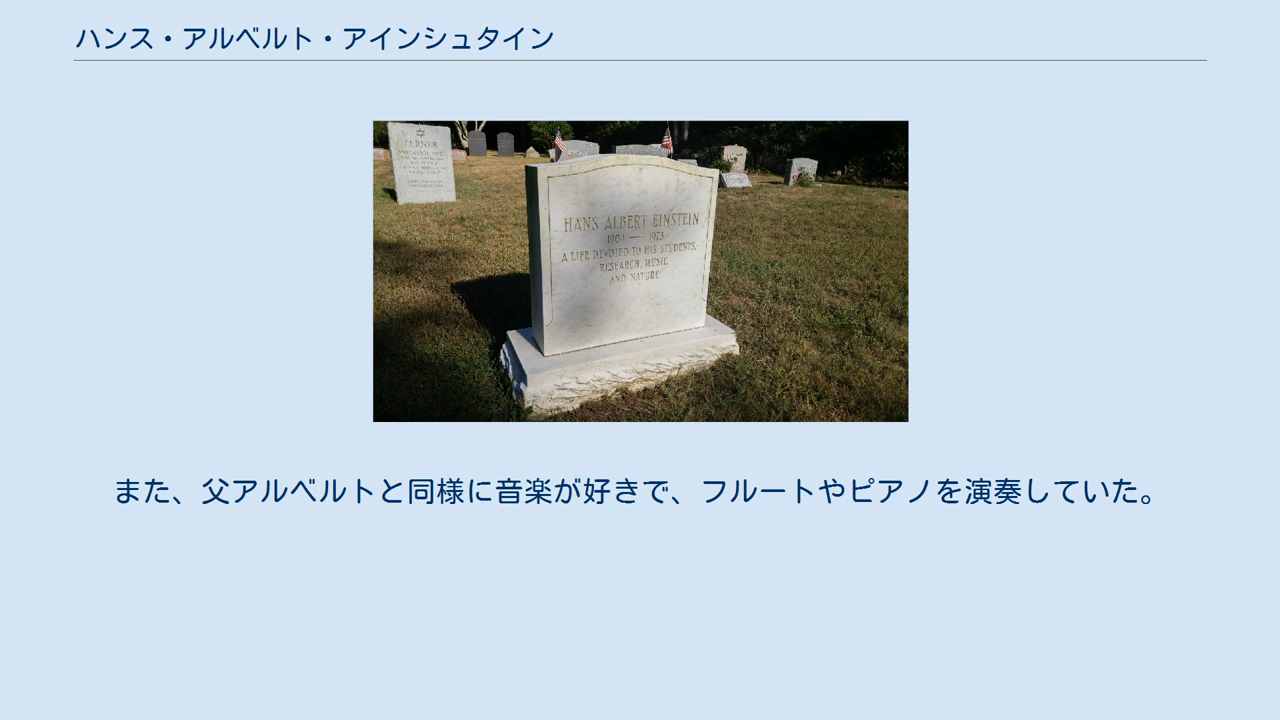 ハンス・アルベルト・アインシュタイン
HANS ALBERT EINSTEIN
1904 — 1973
A LIFE DEVOTED TO HIS STUDENTS,
RESEARCH, MUSIC
AND NATURE
また、父アルベルトと同様に音楽が好きで、フルートやピアノを演奏していた。